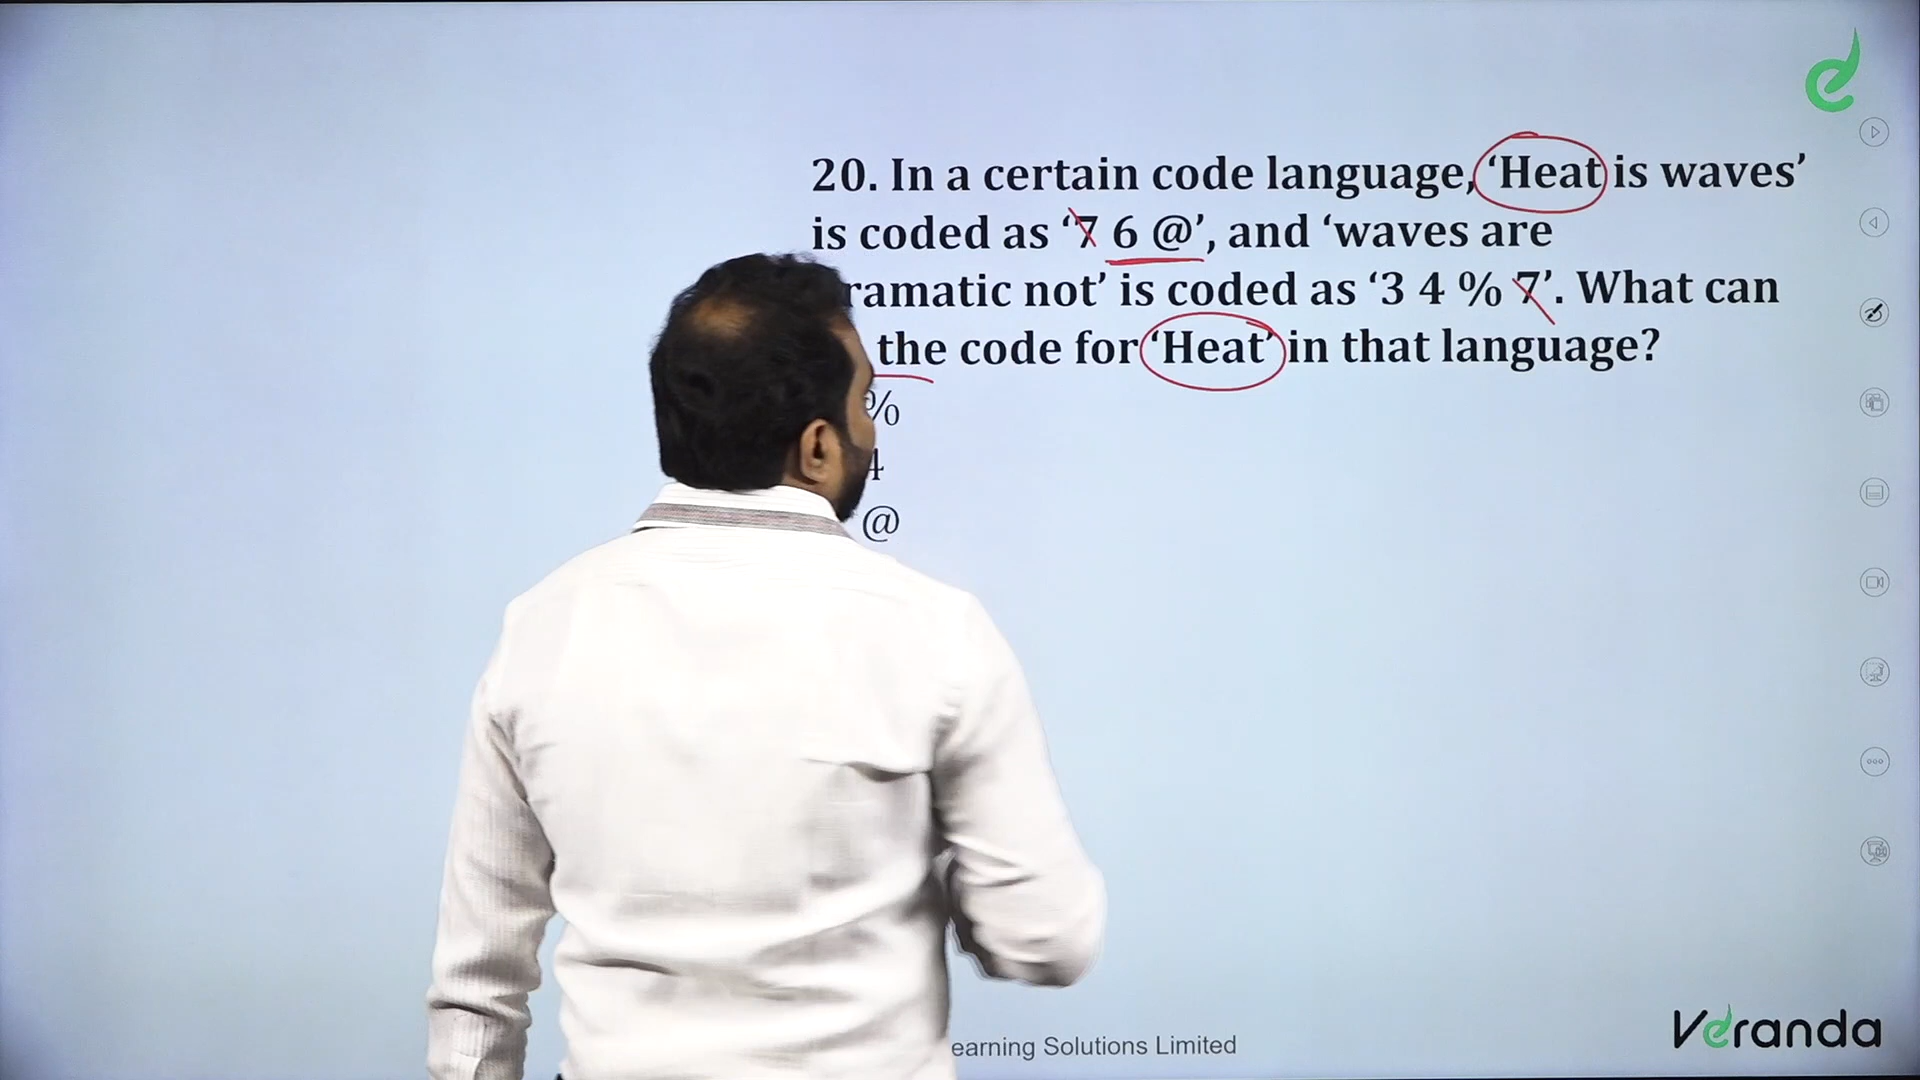 20. In a certain code language, ‘Heat is waves’
is coded as ‘7 6 @’, and ‘waves are
ramatic not’ is coded as ‘3 4 % 7’. What can
the code for ‘Heat’ in that language?
%
4
@
earning Solutions Limited
Veranda